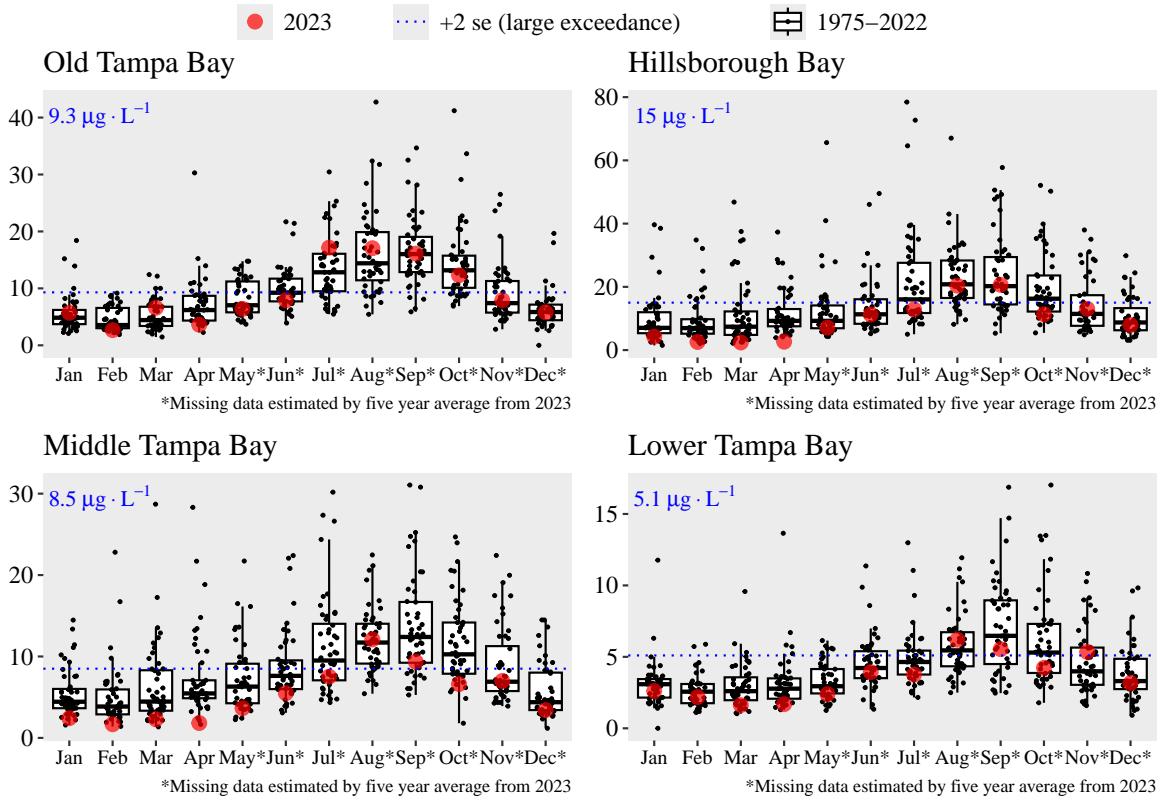 2023 +2 se (large exceedance) 1975−2022
Old Tampa Bay
9.3 μg · L⁻¹
40
30
20
10
0
Jan Feb Mar Apr May* Jun* Jul* Aug* Sep* Oct* Nov* Dec*
*Missing data estimated by five year average from 2023
Hillsborough Bay
15 μg · L⁻¹
80
60
40
20
0
Jan Feb Mar Apr May* Jun* Jul* Aug* Sep* Oct* Nov* Dec*
*Missing data estimated by five year average from 2023
Middle Tampa Bay
8.5 μg · L⁻¹
30
20
10
0
Jan Feb Mar Apr May* Jun* Jul* Aug* Sep* Oct* Nov* Dec*
*Missing data estimated by five year average from 2023
Lower Tampa Bay
5.1 μg · L⁻¹
15
10
5
0
Jan Feb Mar Apr May* Jun* Jul* Aug* Sep* Oct* Nov* Dec*
*Missing data estimated by five year average from 2023